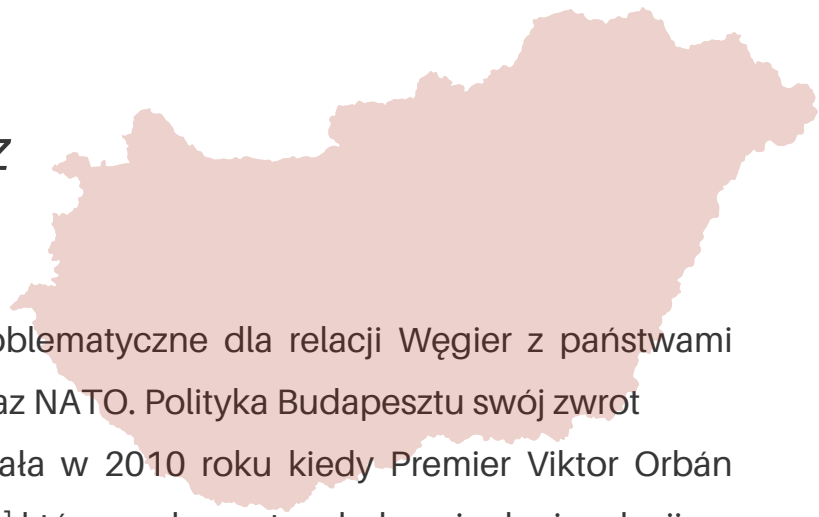 z
oblematyczne dla relacji Węgier z państwami
az NATO. Polityka Budapesztu swój zwrot
ała w 2010 roku kiedy Premier Viktor Orbán